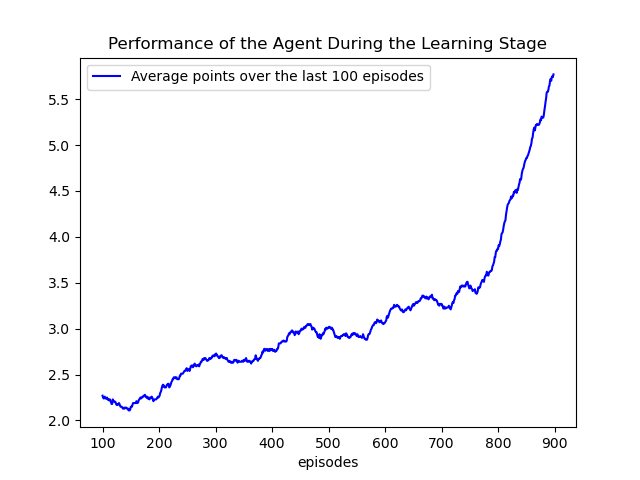 Performance of the Agent During the Learning Stage
Average points over the last 100 episodes
5.5
5.0
4.5
4.0
3.5
3.0
2.5
2.0
100 200 300 400 500 600 700 800 900
episodes